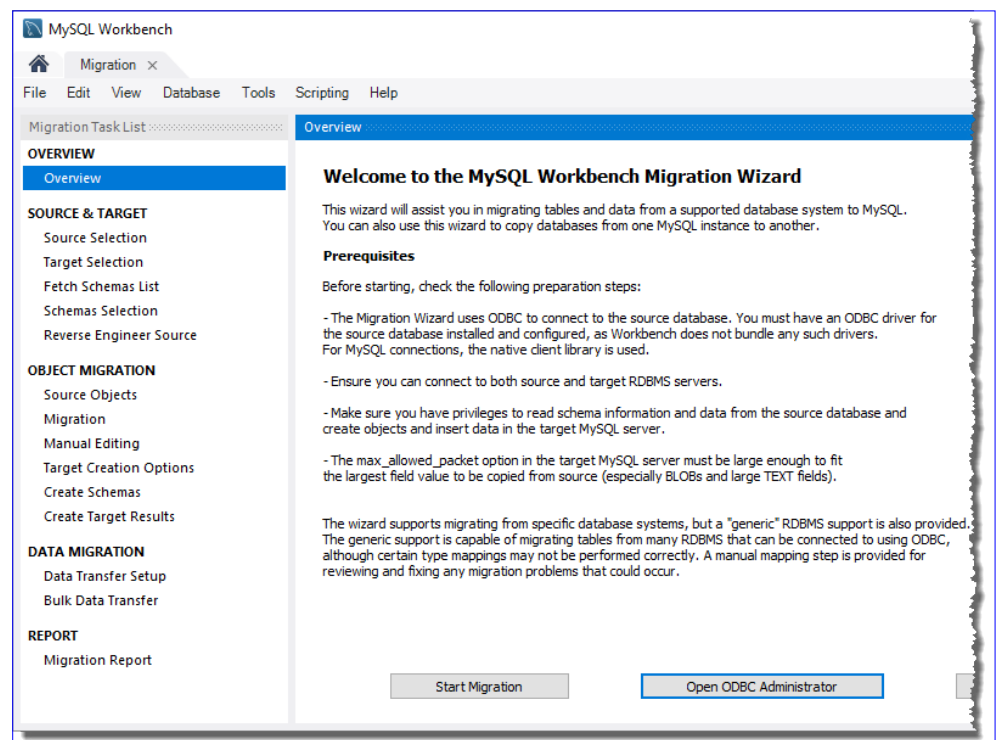 MySQL Workbench
Migration ×
File Edit View Database Tools Scripting Help
Migration Task List
OVERVIEW
Overview
SOURCE & TARGET
Source Selection
Target Selection
Fetch Schemas List
Schemas Selection
Reverse Engineer Source
OBJECT MIGRATION
Source Objects
Migration
Manual Editing
Target Creation Options
Create Schemas
Create Target Results
DATA MIGRATION
Data Transfer Setup
Bulk Data Transfer
REPORT
Migration Report
Overview
Welcome to the MySQL Workbench Migration Wizard
This wizard will assist you in migrating tables and data from a supported database system to MySQL.
You can also use this wizard to copy databases from one MySQL instance to another.
Prerequisites
Before starting, check the following preparation steps:
- The Migration Wizard uses ODBC to connect to the source database. You must have an ODBC driver for
the source database installed and configured, as Workbench does not bundle any such drivers.
For MySQL connections, the native client library is used.
- Ensure you can connect to both source and target RDBMS servers.
- Make sure you have privileges to read schema information and data from the source database and
create objects and insert data in the target MySQL server.
- The max_allowed_packet option in the target MySQL server must be large enough to fit
the largest field value to be copied from source (especially BLOBs and large TEXT fields).
The wizard supports migrating from specific database systems, but a "generic" RDBMS support is also provided.
The generic support is capable of migrating tables from many RDBMS that can be connected to using ODBC,
although certain type mappings may not be performed correctly. A manual mapping step is provided for
reviewing and fixing any migration problems that could occur.
Start Migration
Open ODBC Administrator